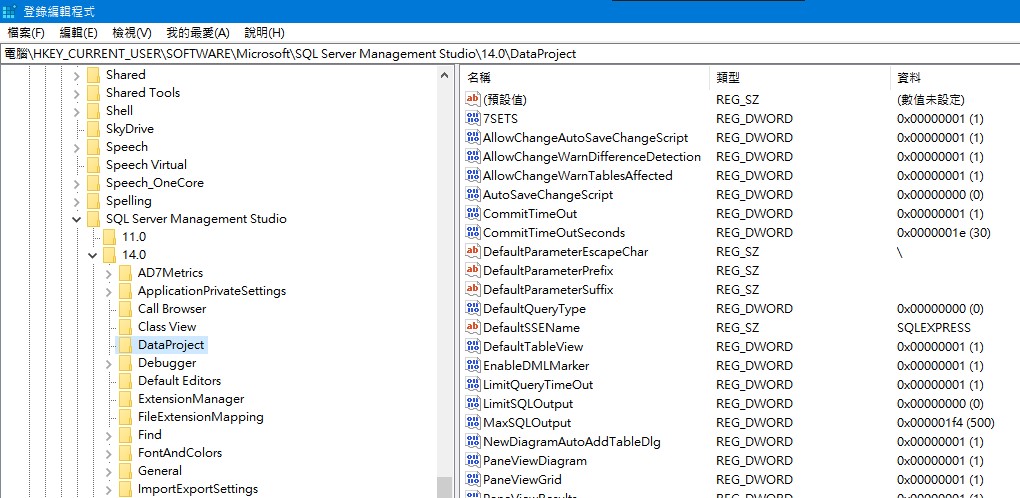 登錄編輯程式
檔案(F) 編輯(E) 檢視(V) 我的最愛(A) 說明(H)
電腦\HKEY_CURRENT_USER\SOFTWARE\Microsoft\SQL Server Management Studio\14.0\DataProject
Shared
Shared Tools
Shell
SkyDrive
Speech
Speech Virtual
Speech_OneCore
Spelling
SQL Server Management Studio
11.0
14.0
AD7Metrics
ApplicationPrivateSettings
Call Browser
Class View
DataProject
Debugger
Default Editors
ExtensionManager
FileExtensionMapping
Find
FontAndColors
General
ImportExportSettings
名稱 類型 資料
(預設值) REG_SZ (數值未設定)
7SETS REG_DWORD 0x00000001 (1)
AllowChangeAutoSaveChangeScript REG_DWORD 0x00000001 (1)
AllowChangeWarnDifferenceDetection REG_DWORD 0x00000001 (1)
AllowChangeWarnTablesAffected REG_DWORD 0x00000001 (1)
AutoSaveChangeScript REG_DWORD 0x00000000 (0)
CommitTimeOut REG_DWORD 0x00000001 (1)
CommitTimeOutSeconds REG_DWORD 0x0000001e (30)
DefaultParameterEscapeChar REG_SZ \
DefaultParameterPrefix REG_SZ
DefaultParameterSuffix REG_SZ
DefaultQueryType REG_DWORD 0x00000000 (0)
DefaultSSEName REG_SZ SQLEXPRESS
DefaultTableView REG_DWORD 0x00000001 (1)
EnableDMLMarker REG_DWORD 0x00000001 (1)
LimitQueryTimeOut REG_DWORD 0x00000001 (1)
LimitSQLOutput REG_DWORD 0x00000000 (0)
MaxSQLOutput REG_DWORD 0x000001f4 (500)
NewDiagramAutoAddTableDlg REG_DWORD 0x00000001 (1)
PaneViewDiagram REG_DWORD 0x00000001 (1)
PaneViewGrid REG_DWORD 0x00000001 (1)